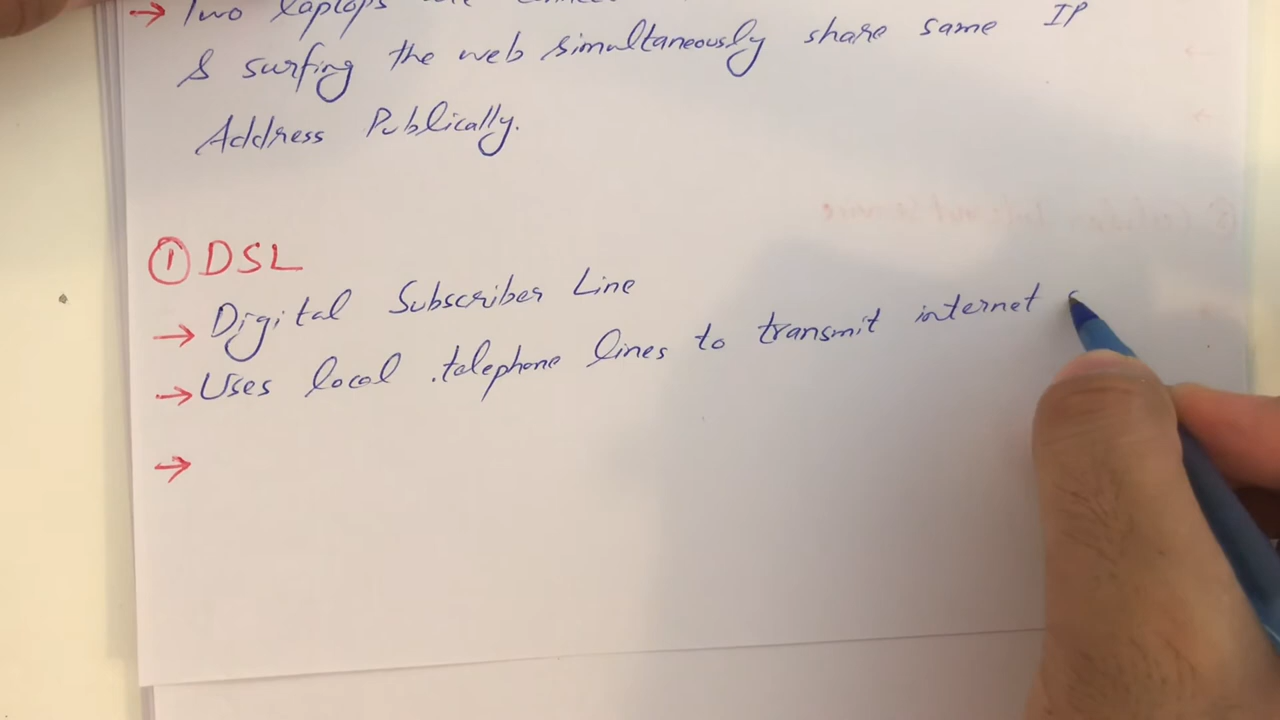 → Two laptops
& surfing the web simultaneously share same IP
Address Publically.
① DSL
→ Digital Subscriber Line
→ Uses local .telephone lines to transmit internet
→